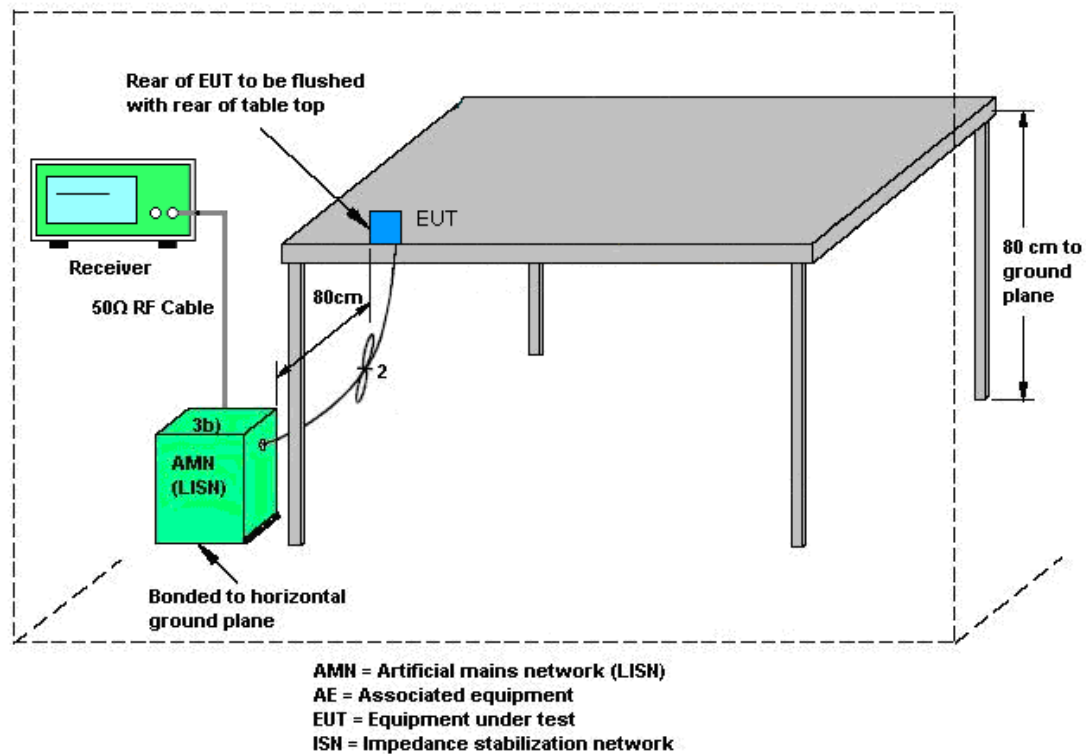 Rear of EUT to be flushed
with rear of table top
EUT
Receiver
80 cm to
ground
plane
80cm
50Ω RF Cable
2
3b)
AMN
(LISN)
Bonded to horizontal
ground plane
AMN = Artificial mains network (LISN)
AE = Associated equipment
EUT = Equipment under test
ISN = Impedance stabilization network